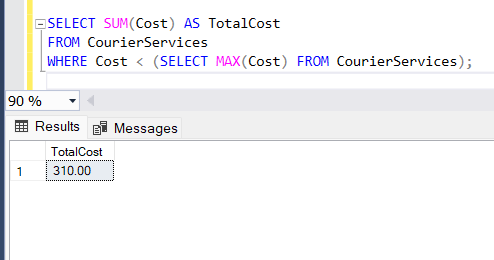 SELECT SUM(Cost) AS TotalCost
FROM CourierServices
WHERE Cost < (SELECT MAX(Cost) FROM CourierServices);
90 %
Results Messages
TotalCost
1 310.00